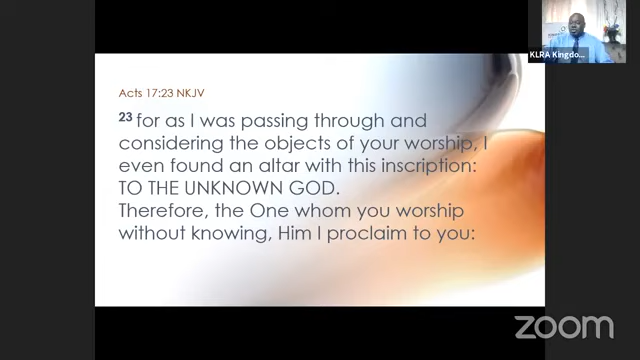 KLRA Kingdo...
Acts 17:23 NKJV
23 for as I was passing through and
considering the objects of your worship, I
even found an altar with this inscription:
TO THE UNKNOWN GOD.
Therefore, the One whom you worship
without knowing, Him I proclaim to you:
zoom